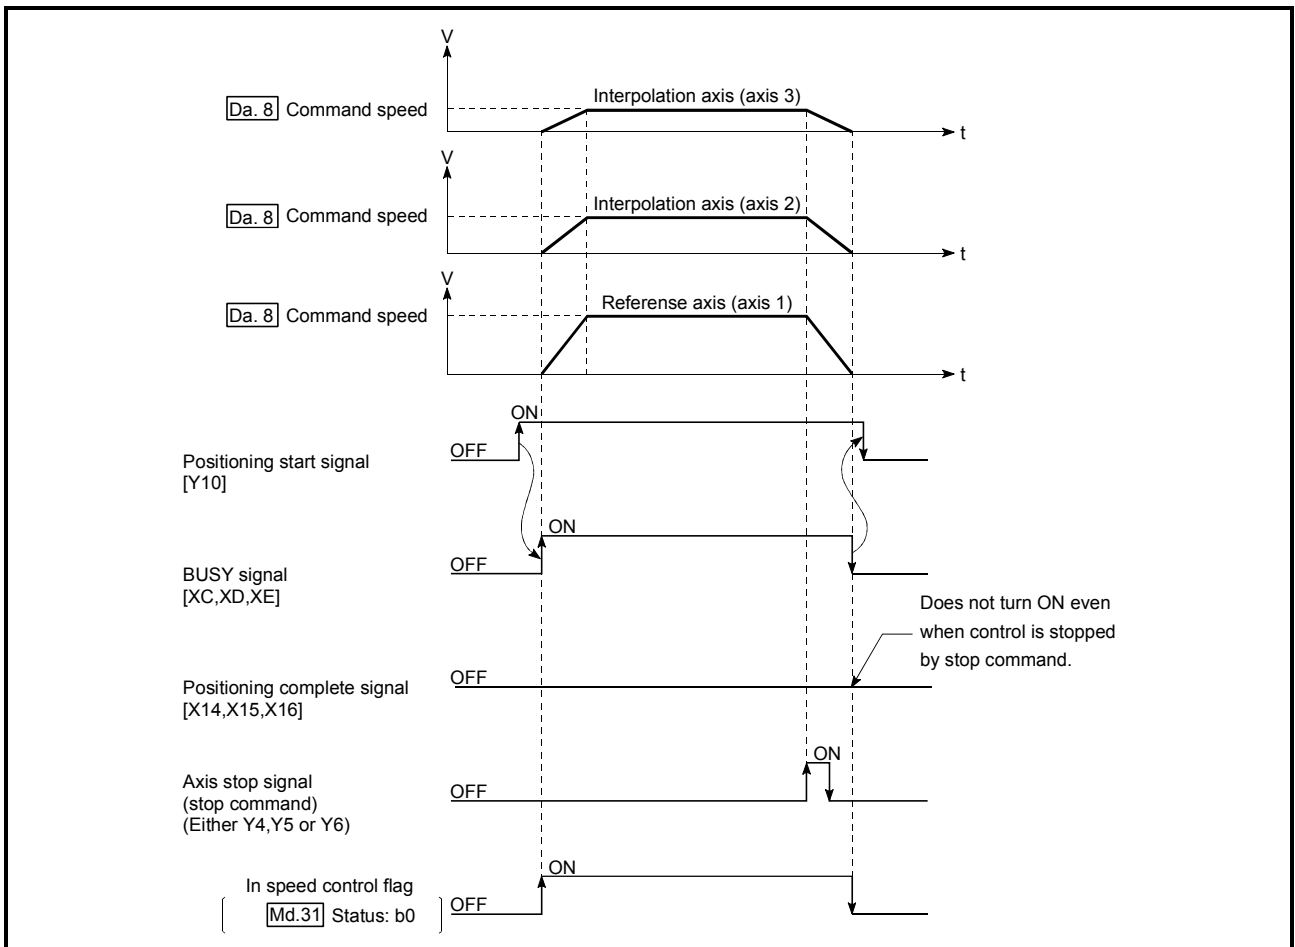 V
Interpolation axis (axis 3)
Da. 8 Command speed
t
V
Interpolation axis (axis 2)
Da. 8 Command speed
t
V
Referense axis (axis 1)
Da. 8 Command speed
t
ON
OFF
Positioning start signal
[Y10]
ON
OFF
BUSY signal
[XC,XD,XE]
Does not turn ON even
when control is stopped
by stop command.
OFF
Positioning complete signal
[X14,X15,X16]
ON
OFF
Axis stop signal
(stop command)
(Either Y4,Y5 or Y6)
ON
OFF
In speed control flag
Md.31 Status: b0